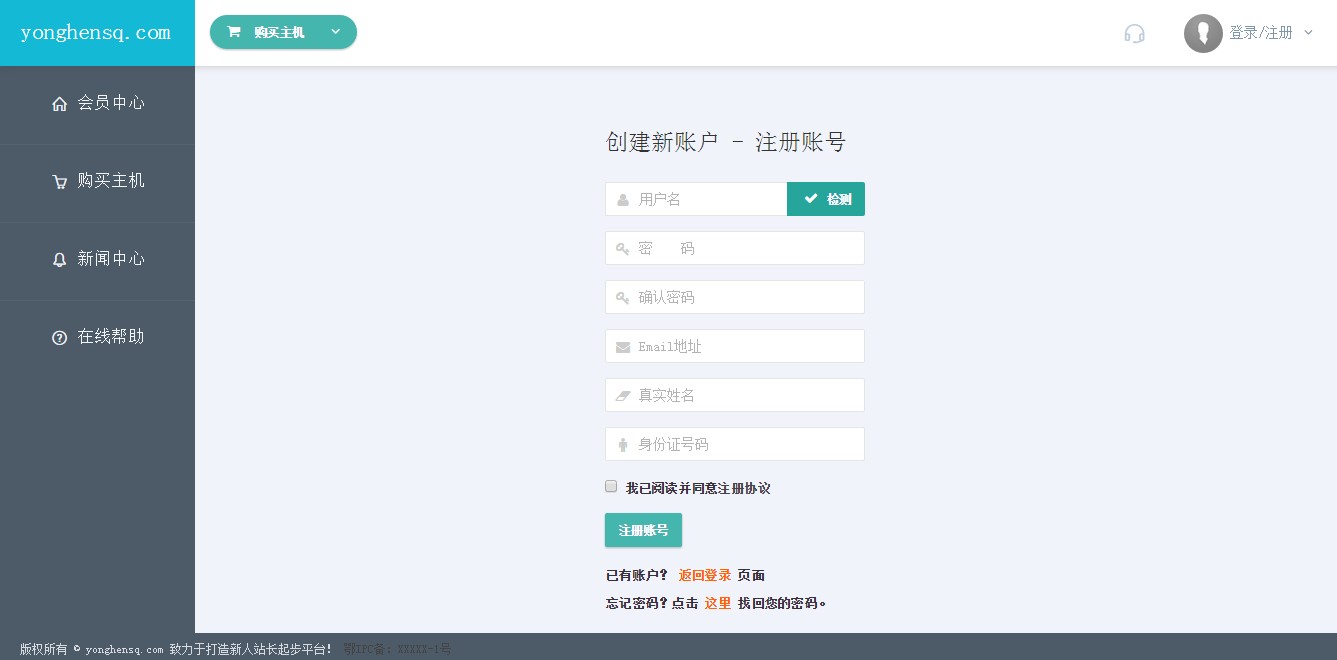 yonghensq.com
购买主机
登录/注册
会员中心
购买主机
新闻中心
在线帮助
创建新账户 - 注册账号
用户名
检测
密 码
确认密码
Email地址
真实姓名
身份证号码
我已阅读并同意注册协议
注册账号
已有账户? 返回登录 页面
忘记密码?点击 这里 找回您的密码。
版权所有 © yonghensq.com 致力于打造新人站长起步平台! 鄂IPC备: XXXXX-1号